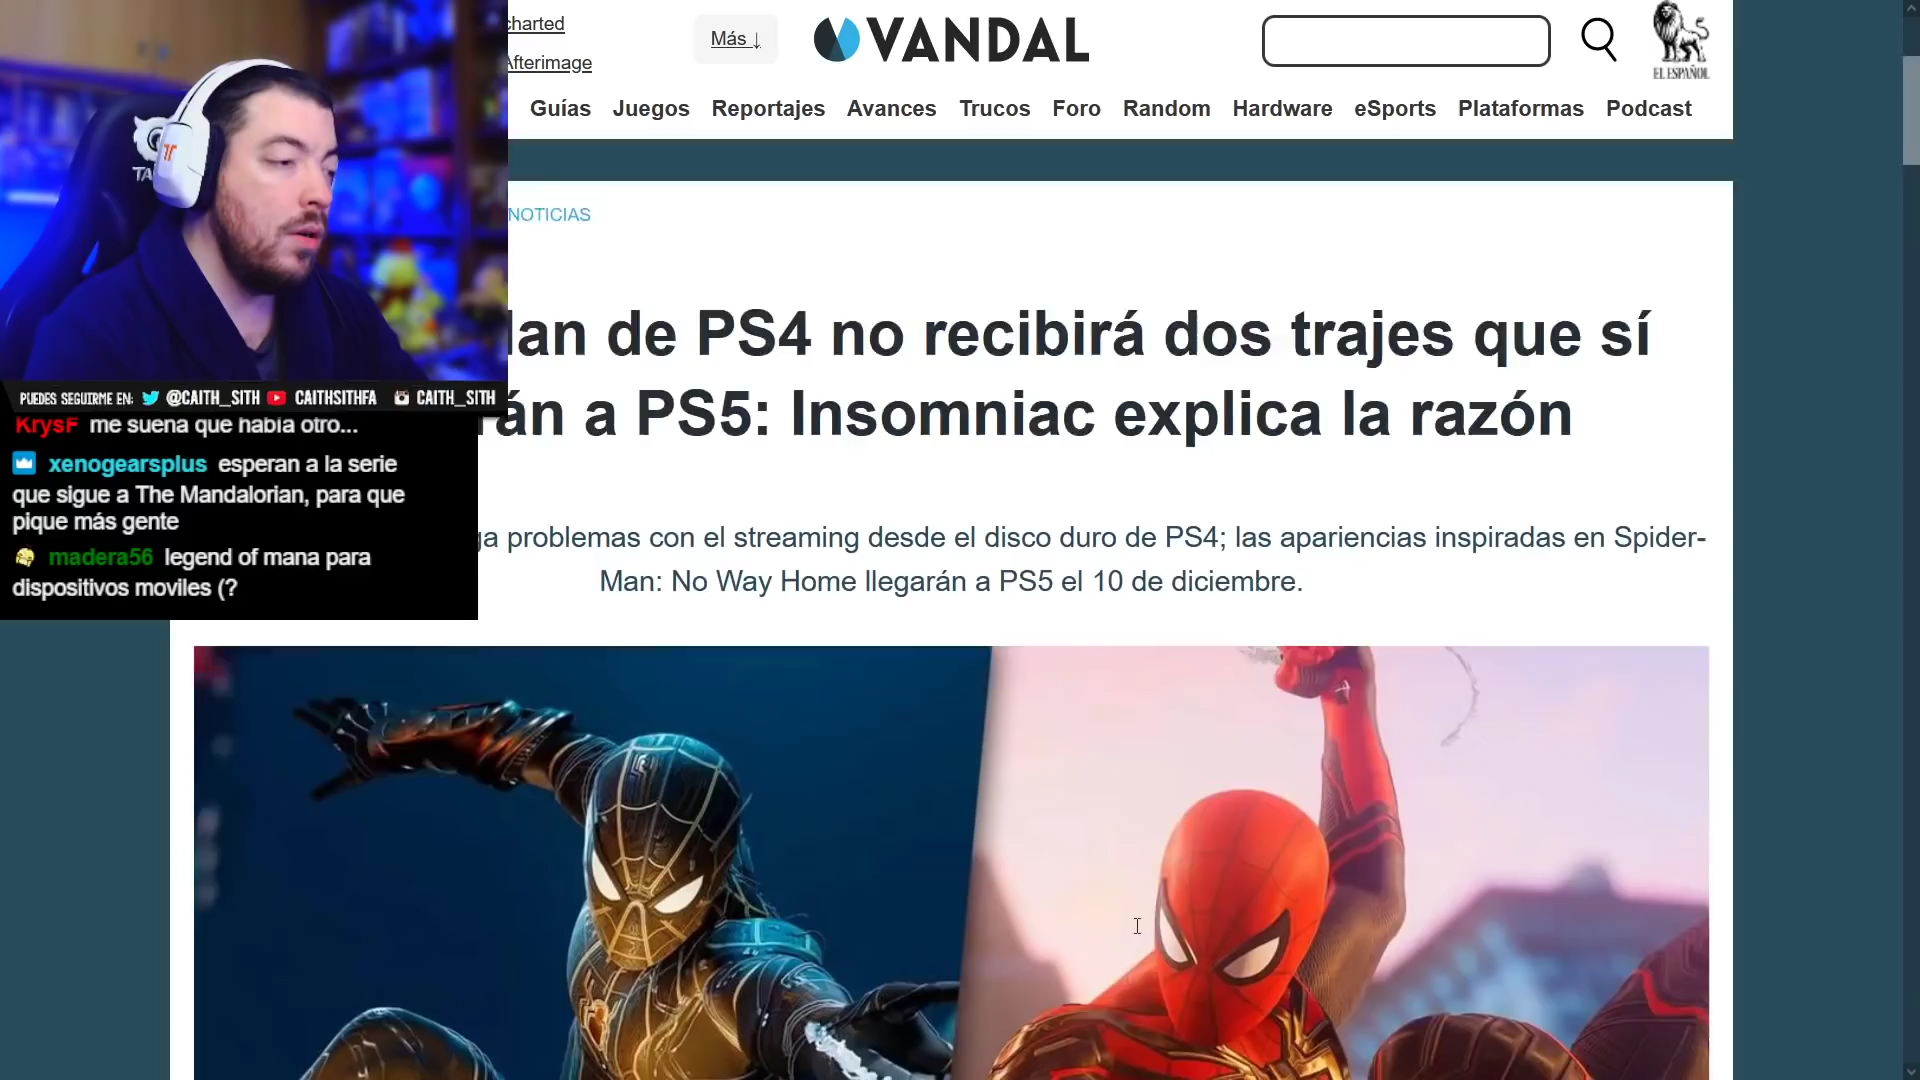 charted
Afterimage
Más ↓
VANDAL
EL ESPAÑOL
Guías Juegos Reportajes Avances Trucos Foro Random Hardware eSports Plataformas Podcast
NOTICIAS
de PS4 no recibirá dos trajes que sí
a PS5: Insomniac explica la razón
problemas con el streaming desde el disco duro de PS4; las apariencias inspiradas en Spider-
Man: No Way Home llegarán a PS5 el 10 de diciembre.
PUEDES SEGUIRME EN: @CAITH_SITH CAITHSITHFA CAITH_SITH
KrysF me suena que había otro...
xenogearsplus esperan a la serie
que sigue a The Mandalorian, para que
pique más gente
madera56 legend of mana para
dispositivos moviles (?